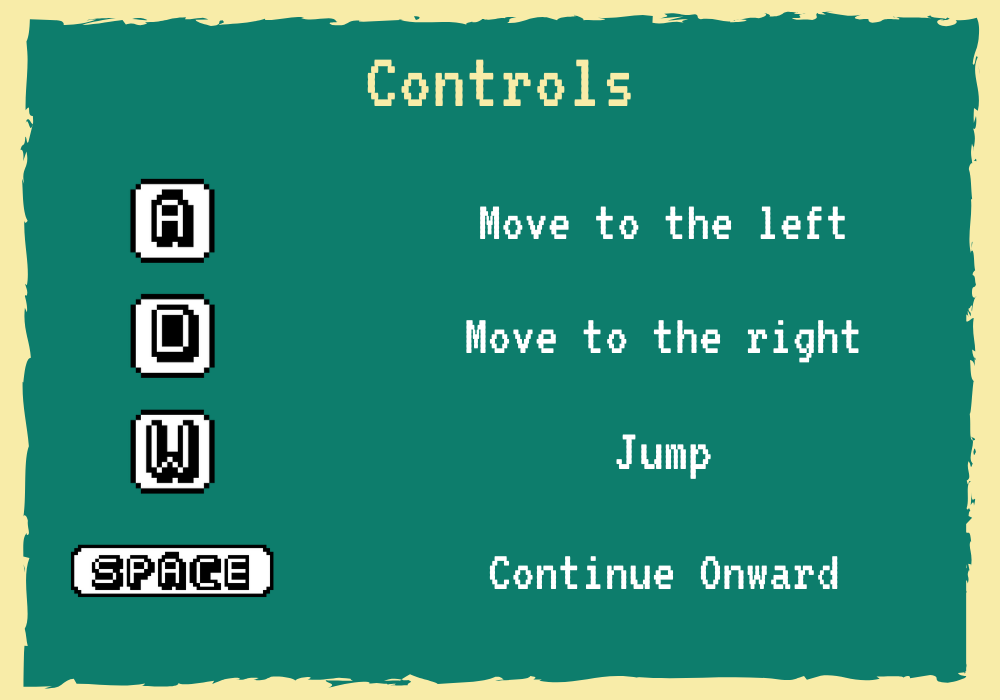 Controls
A Move to the left
D Move to the right
W Jump
SPACE Continue Onward